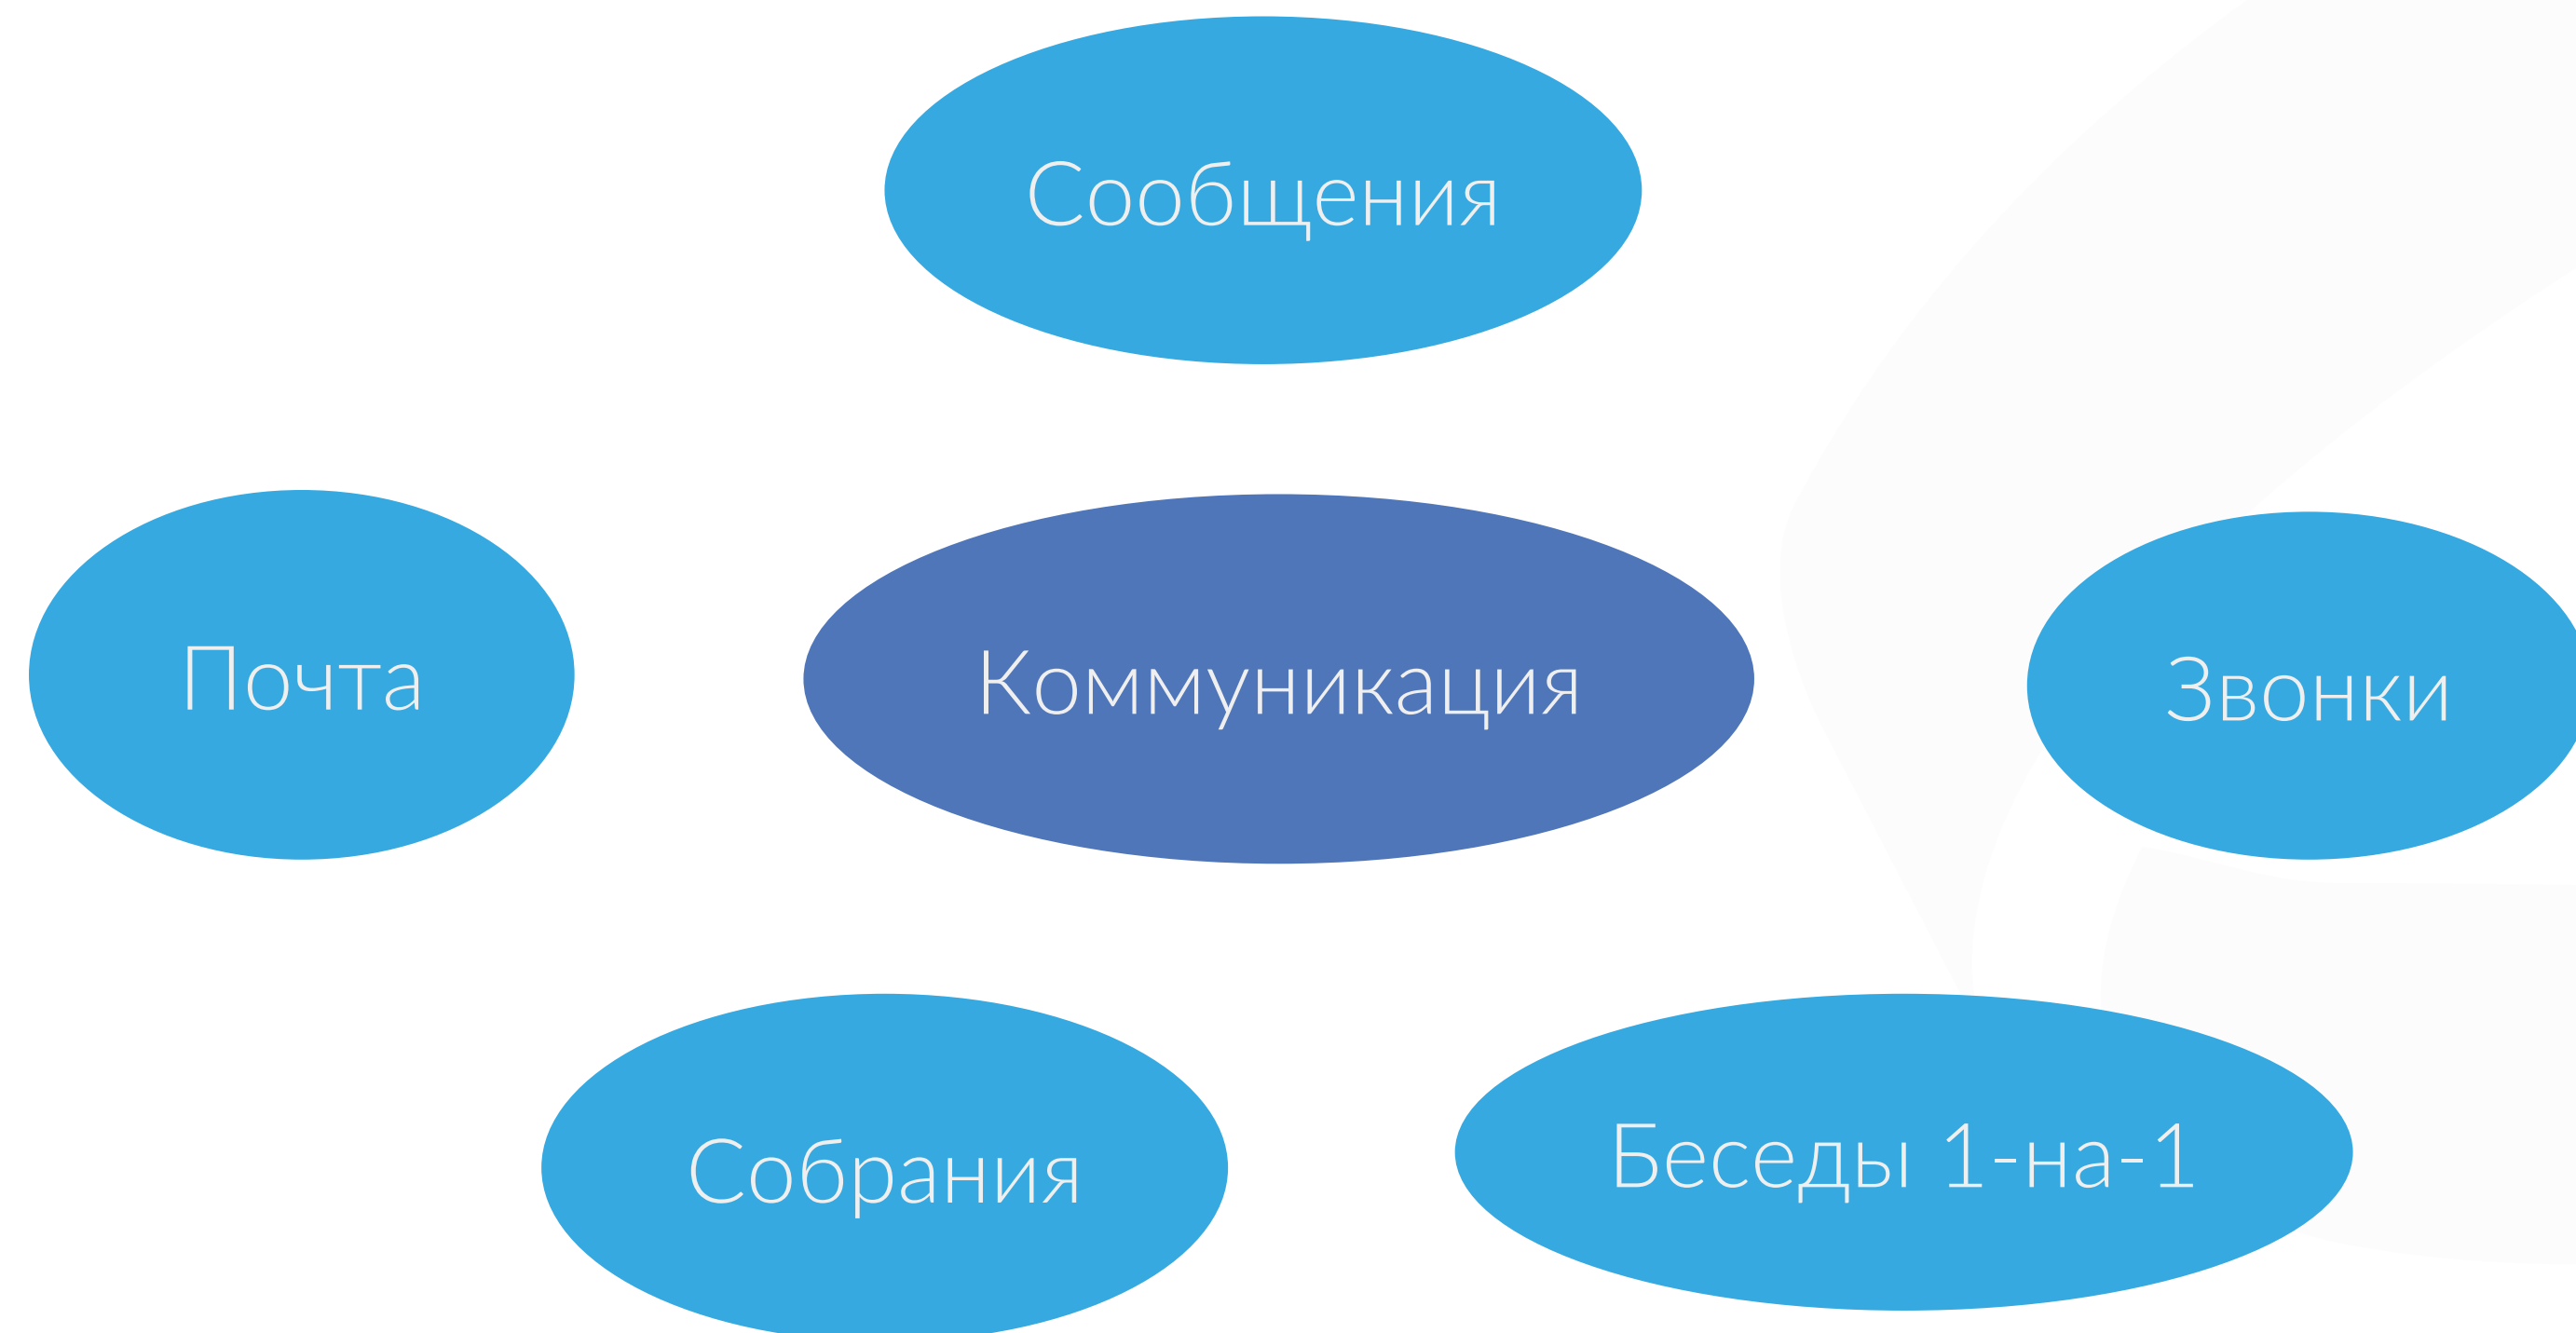 Сообщения
Почта
Коммуникация
Звонки
Собрания
Беседы 1-на-1